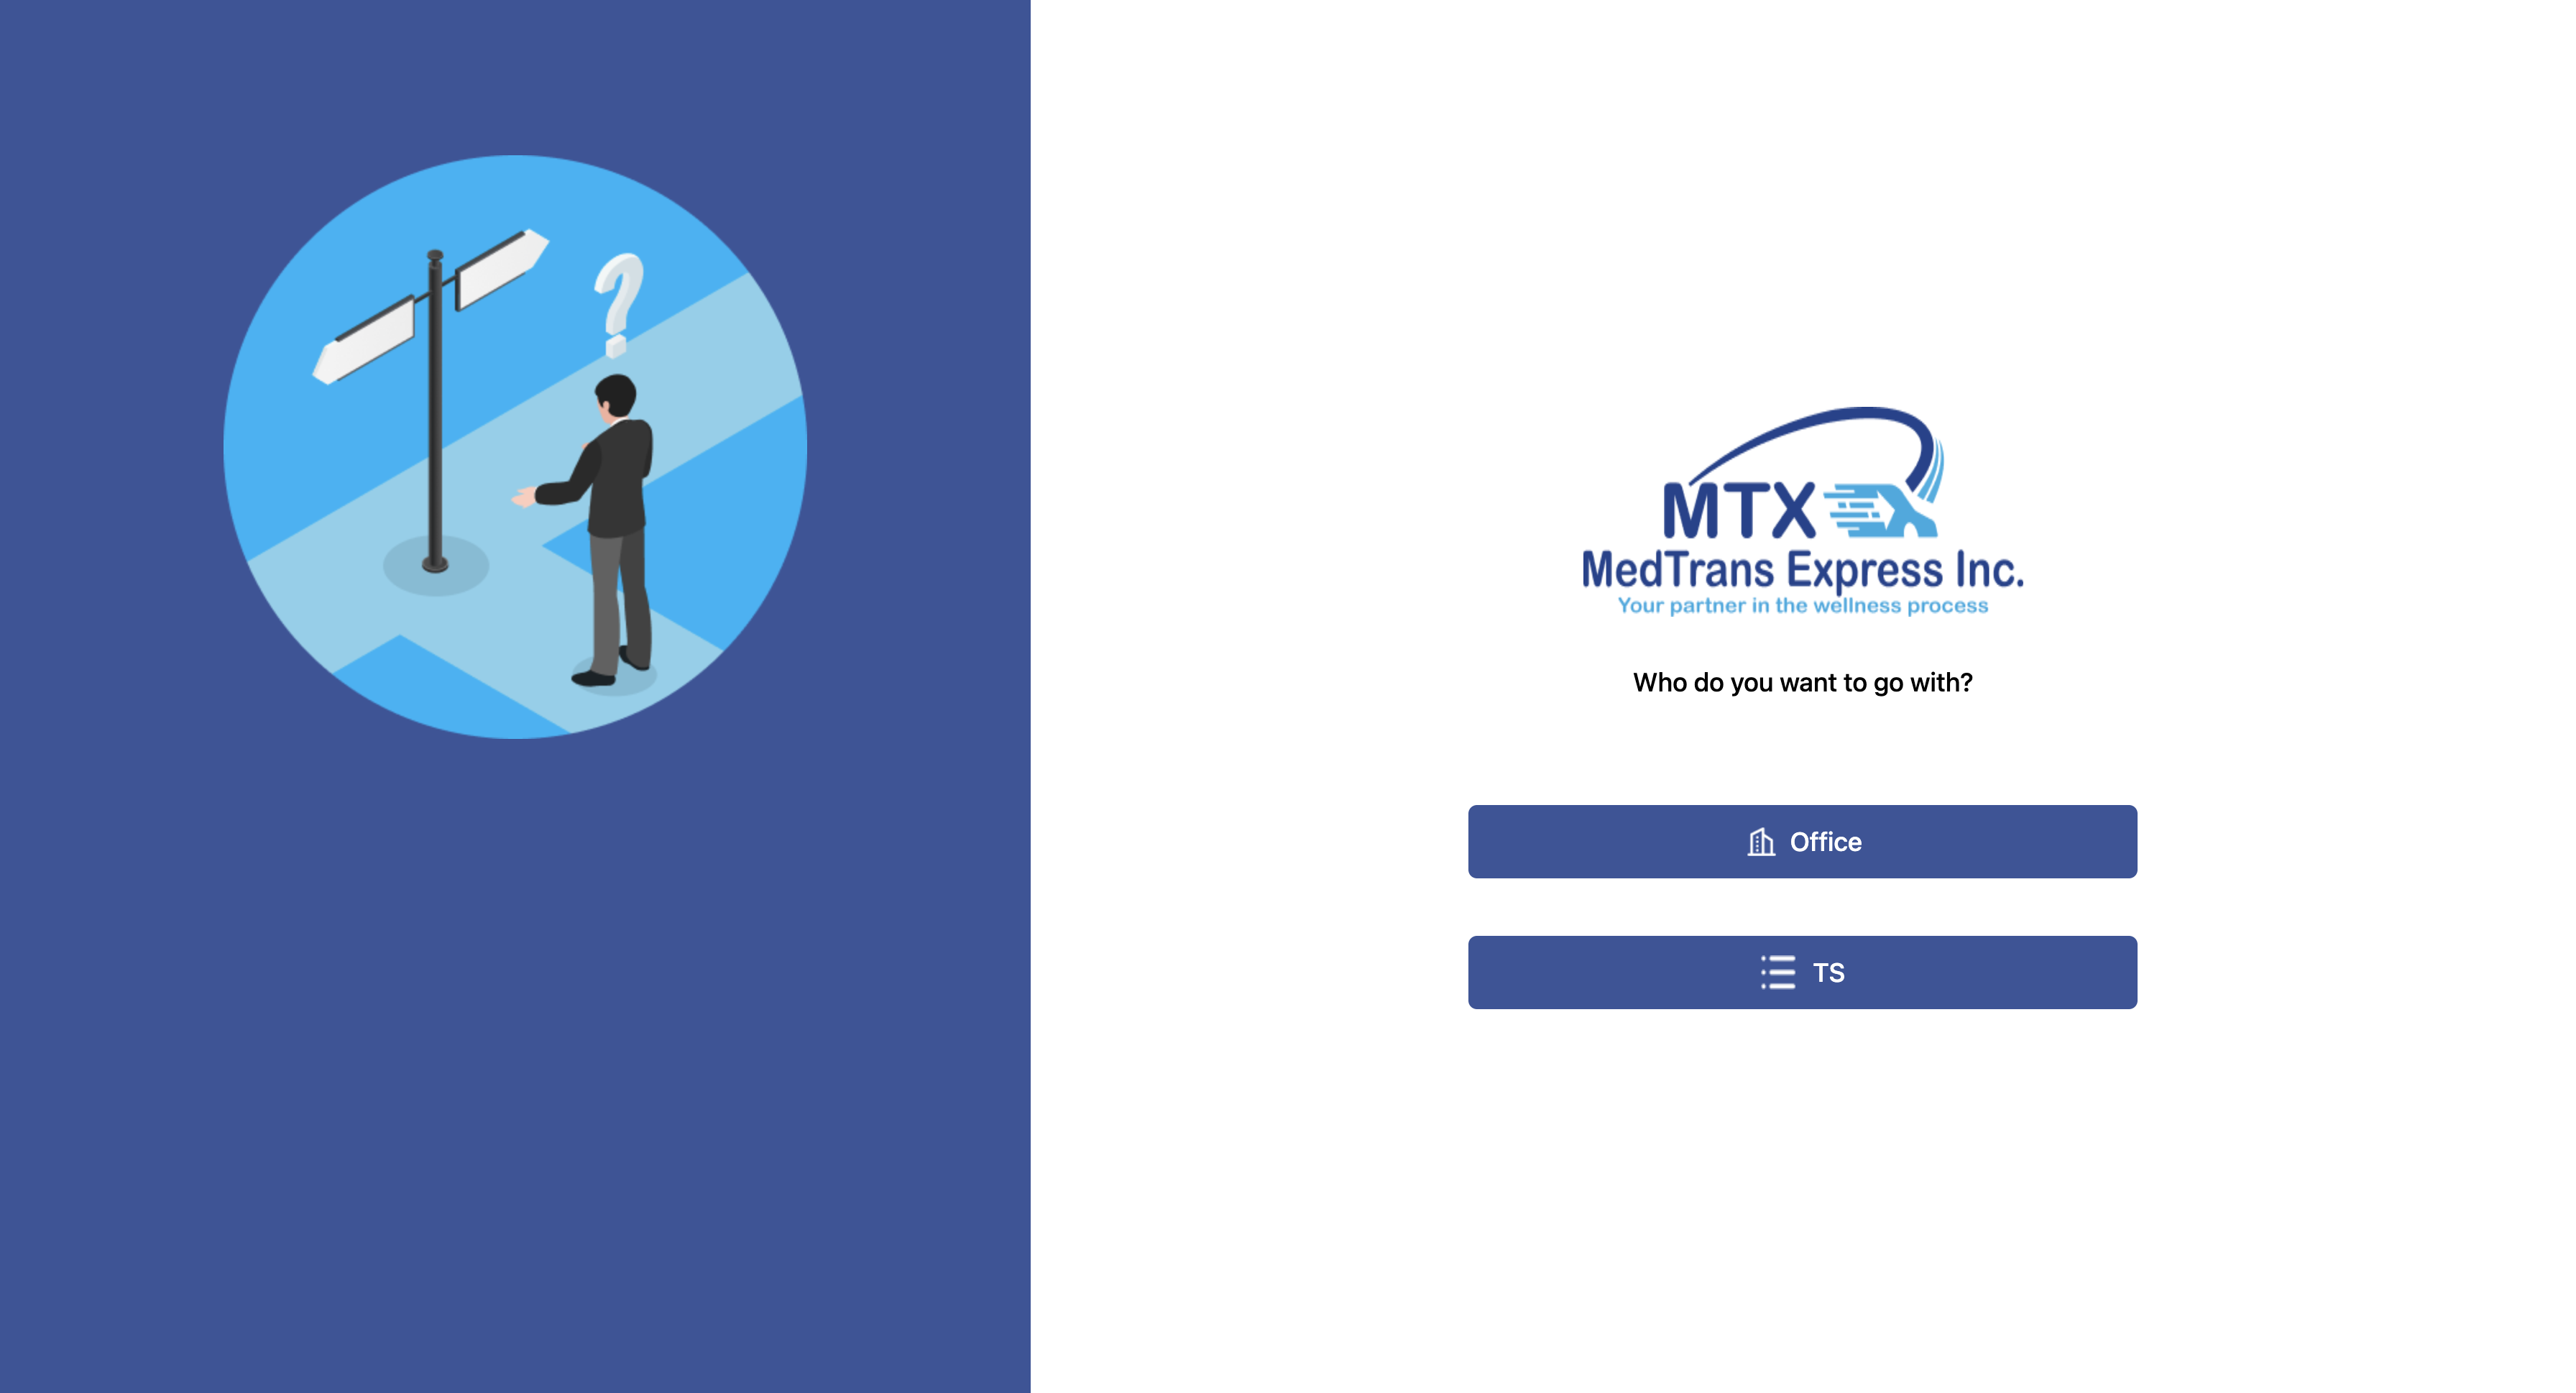 MTX
MedTrans Express Inc.
Your partner in the wellness process
Who do you want to go with?
Office
TS